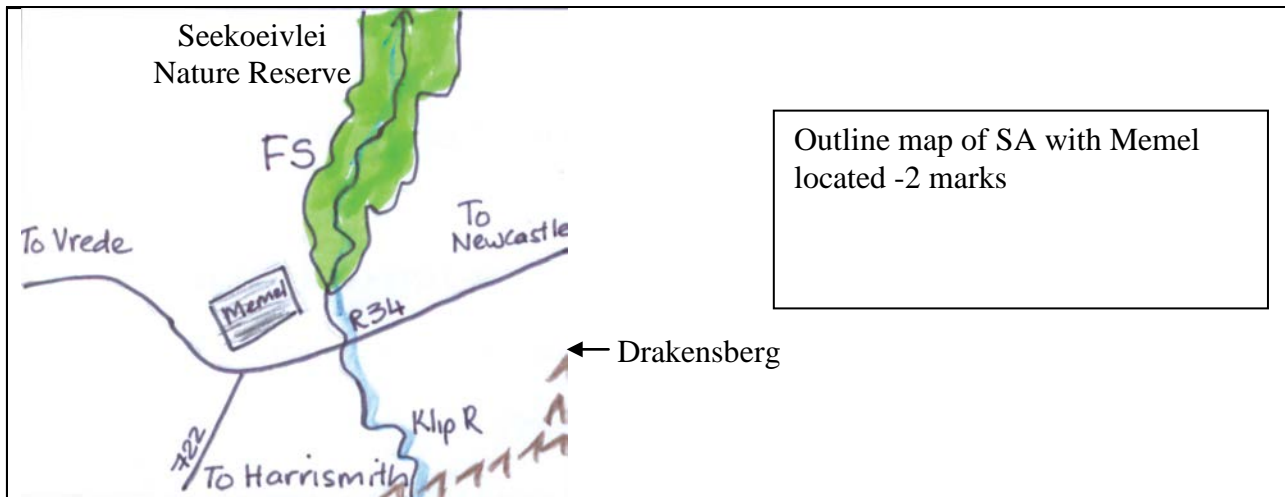 Seekoeivlei
Nature Reserve
FS
To Vrede
To
Newcastle
Memel
R34
Drakensberg
Klip R
722
To Harrismith
Outline map of SA with Memel
located -2 marks